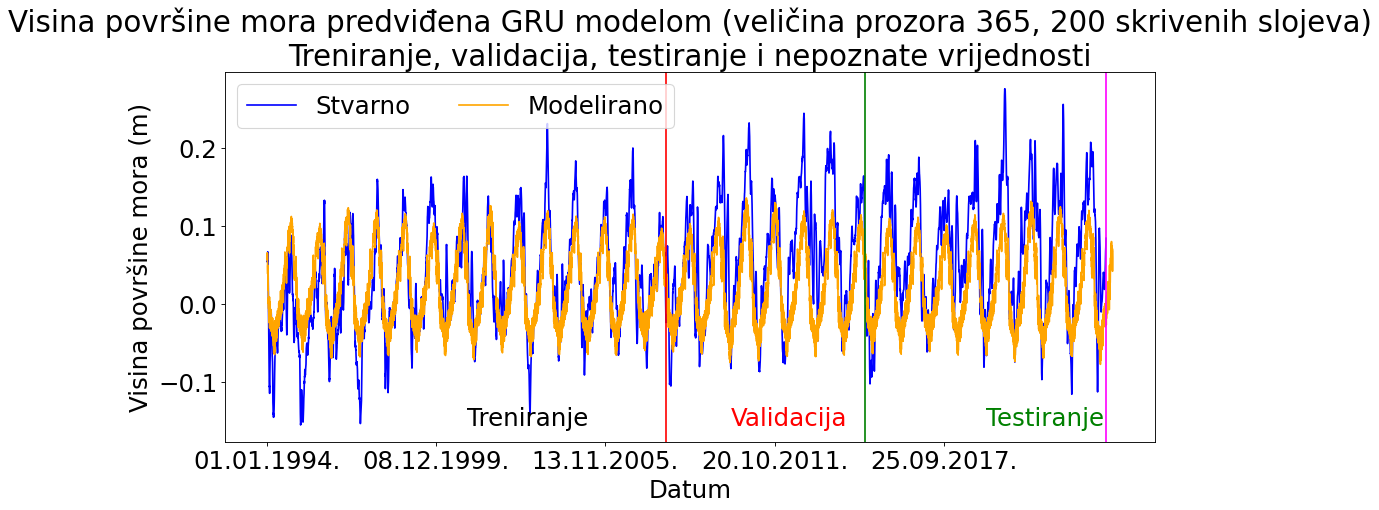 Visina površine mora predviđena GRU modelom (veličina prozora 365, 200 skrivenih slojeva)
Treniranje, validacija, testiranje i nepoznate vrijednosti
Stvarno Modelirano
Visina površine mora (m)
0.2
0.1
0.0
−0.1
Treniranje Validacija Testiranje
01.01.1994. 08.12.1999. 13.11.2005. 20.10.2011. 25.09.2017.
Datum